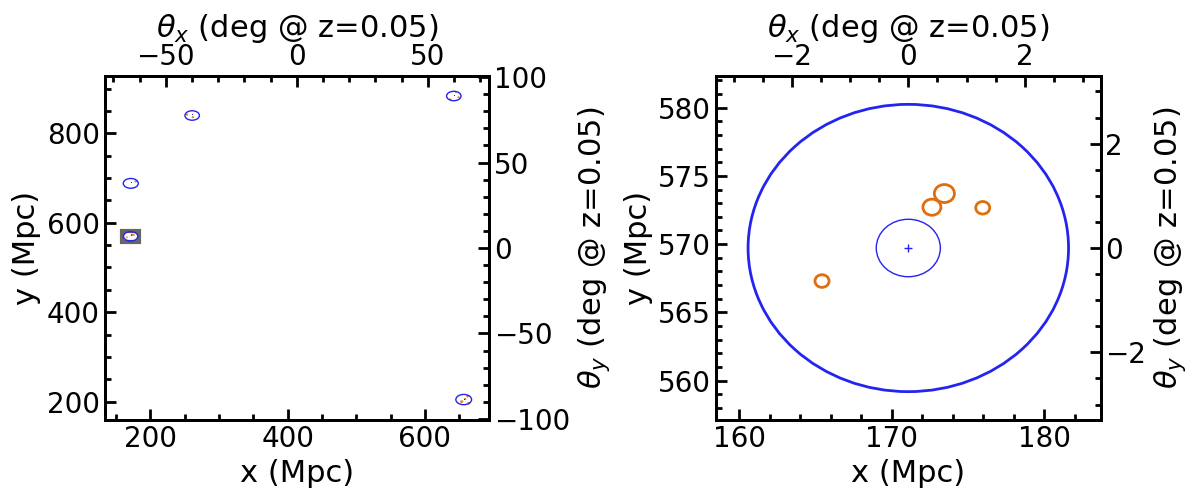 θx (deg @ z=0.05)
−50 0 50
800
600
400
200
y (Mpc)
100
50
0
−50
−100
θy (deg @ z=0.05)
200 400 600
x (Mpc)
θx (deg @ z=0.05)
−2 0 2
580
575
570
565
560
y (Mpc)
2
0
−2
θy (deg @ z=0.05)
160 170 180
x (Mpc)